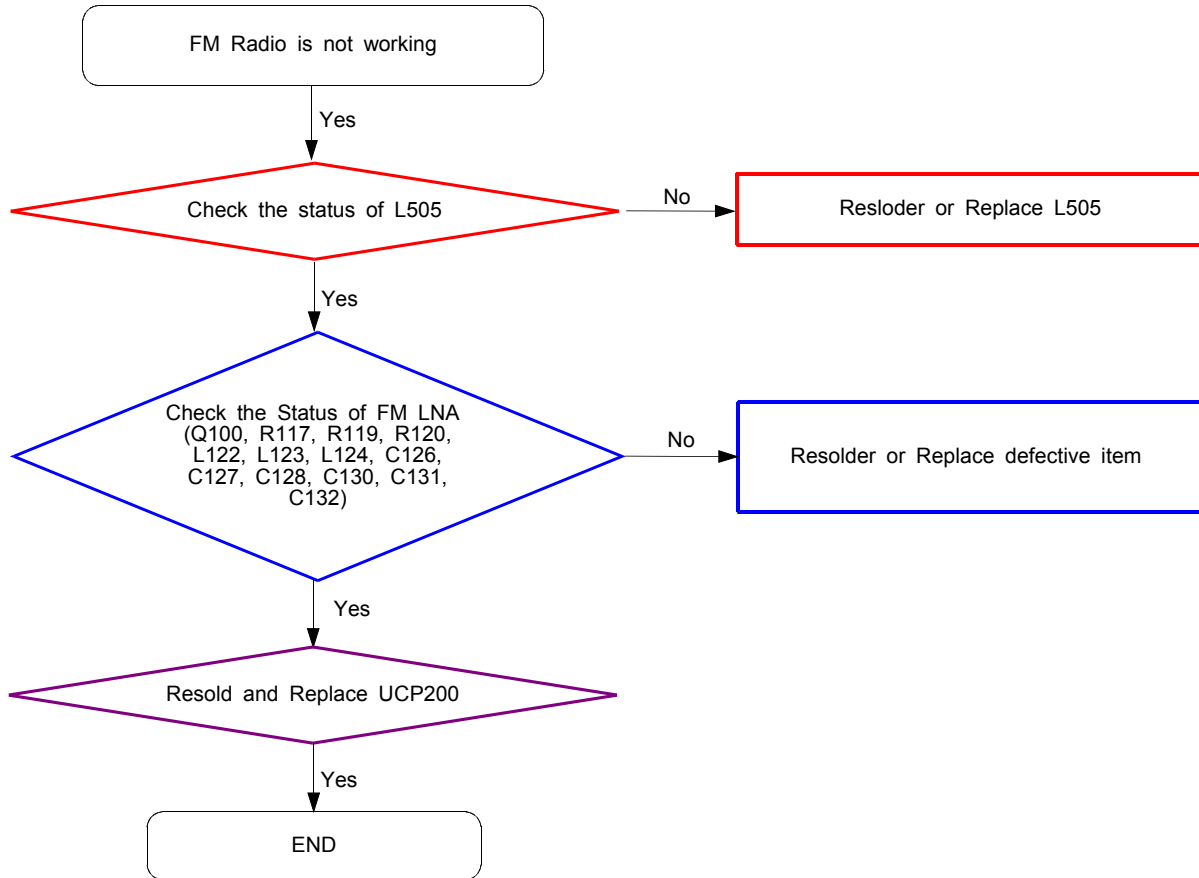 FM Radio is not working
Yes
Check the status of L505
No
Resloder or Replace L505
Yes
Check the Status of FM LNA
(Q100, R117, R119, R120,
L122, L123, L124, C126,
C127, C128, C130, C131,
C132)
No
Resolder or Replace defective item
Yes
Resold and Replace UCP200
Yes
END